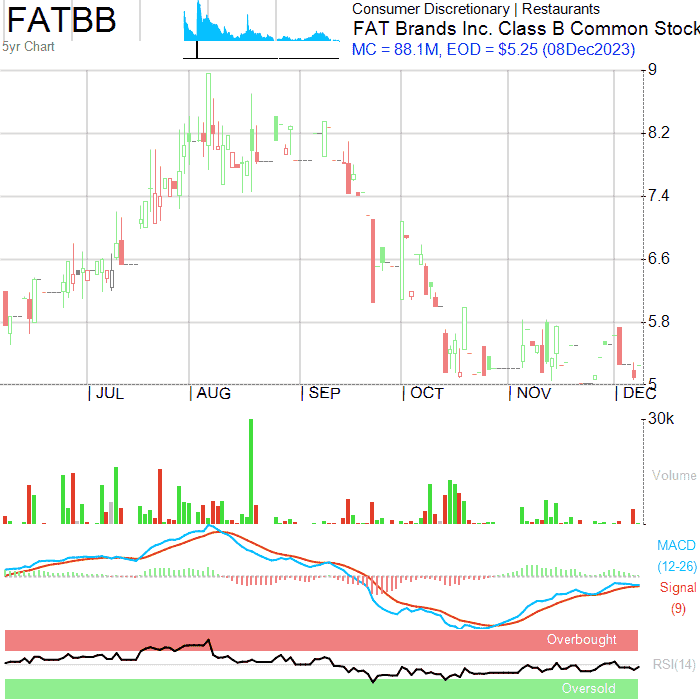 FATBB
5yr Chart
Consumer Discretionary | Restaurants
FAT Brands Inc. Class B Common Stock
MC = 88.1M, EOD = $5.25 (08Dec2023)
9
8.2
7.4
6.6
5.8
5
| JUL | AUG | SEP | OCT | NOV | DEC
30k
Volume
MACD
(12-26)
Signal
(9)
Overbought
RSI(14)
Oversold